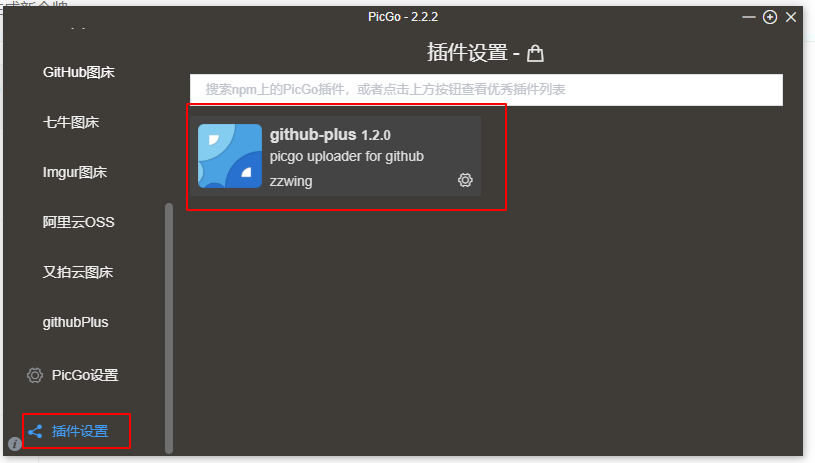 PicGo - 2.2.2
插件设置 -
搜索npm上的PicGo插件，或者点击上方按钮查看优秀插件列表
github-plus 1.2.0
picgo uploader for github
zzwing
GitHub图床
七牛图床
Imgur图床
阿里云OSS
又拍云图床
githubPlus
PicGo设置
插件设置